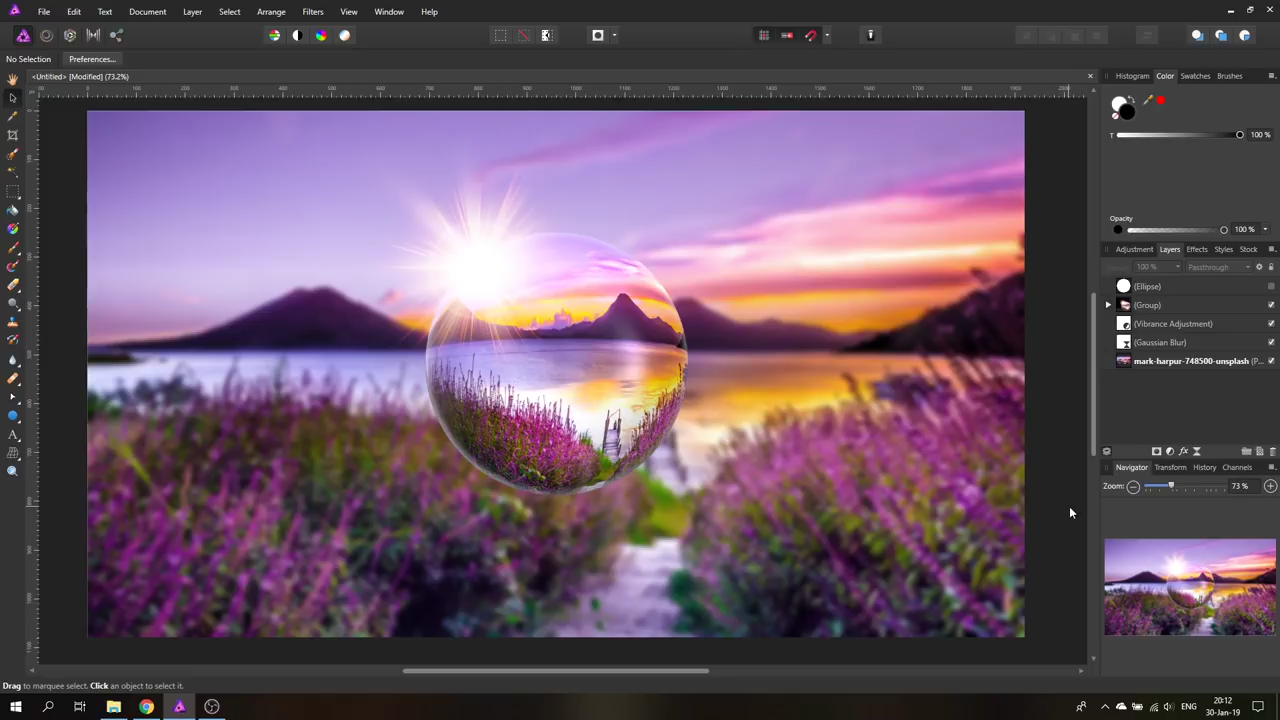 File Edit Text Document Layer Select Arrange Filters View Window Help
No Selection Preferences...
<Untitled> [Modified] (73.2%)
Histogram Color Swatches Brushes
T 100 %
Opacity
100 %
Adjustment Layers Effects Styles Stock
100 % Passthrough
(Ellipse)
(Group)
(Vibrance Adjustment)
(Gaussian Blur)
mark-harpur-748500-unsplash (P...
Navigator Transform History Channels
Zoom: 73 %
Drag to marquee select. Click an object to select it.
ENG
20:12
30-Jan-19